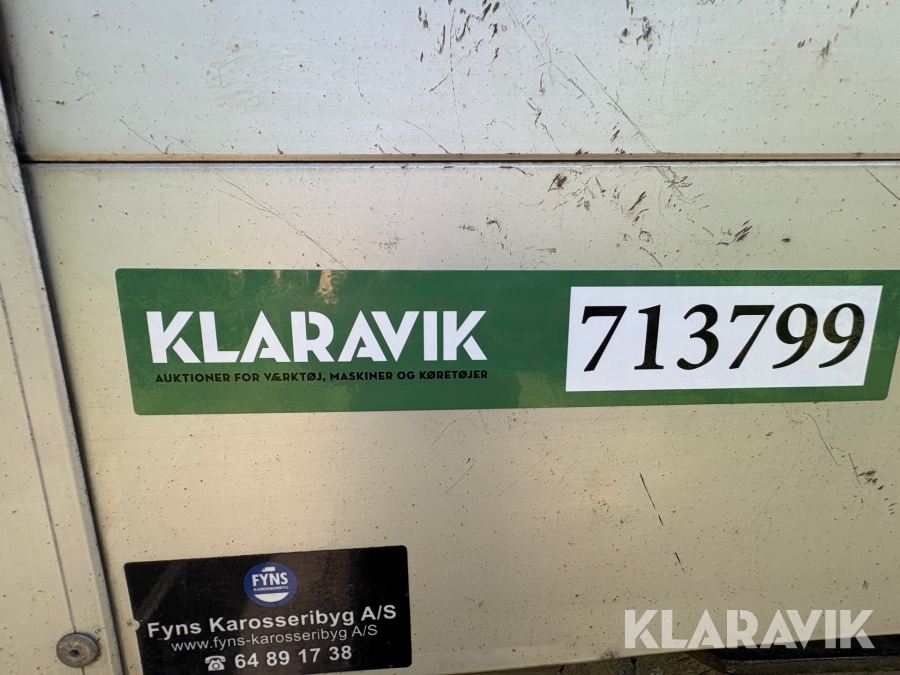 KLARAVIK
AUKTIONER FOR VÆRKTØJ, MASKINER OG KØRETØJER
713799
FYNS
KAROSSERIBYG
Fyns Karosseribyg A/S
www.fyns-karosseribyg A/S
☎ 64 89 17 38
KLARAVIK